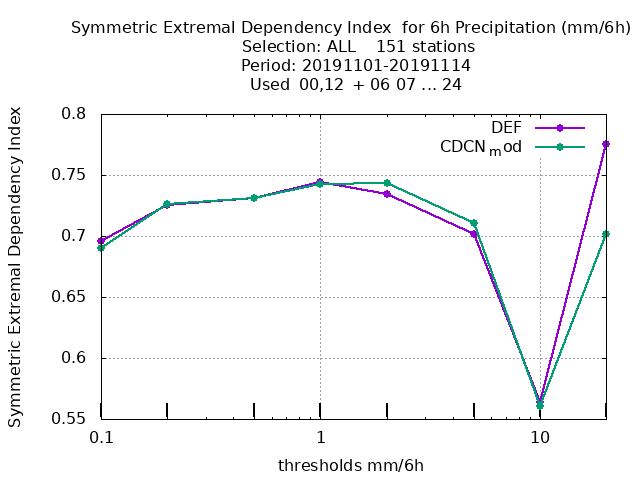 Symmetric Extremal Dependency Index  for 6h Precipitation (mm/6h)
Selection: ALL    151 stations
Period: 20191101-20191114
Used  00,12  + 06 07 ... 24
Symmetric Extremal Dependency Index
0.8
0.75
0.7
0.65
0.6
0.55
DEF
CDCNmod
0.1 1 10
thresholds mm/6h